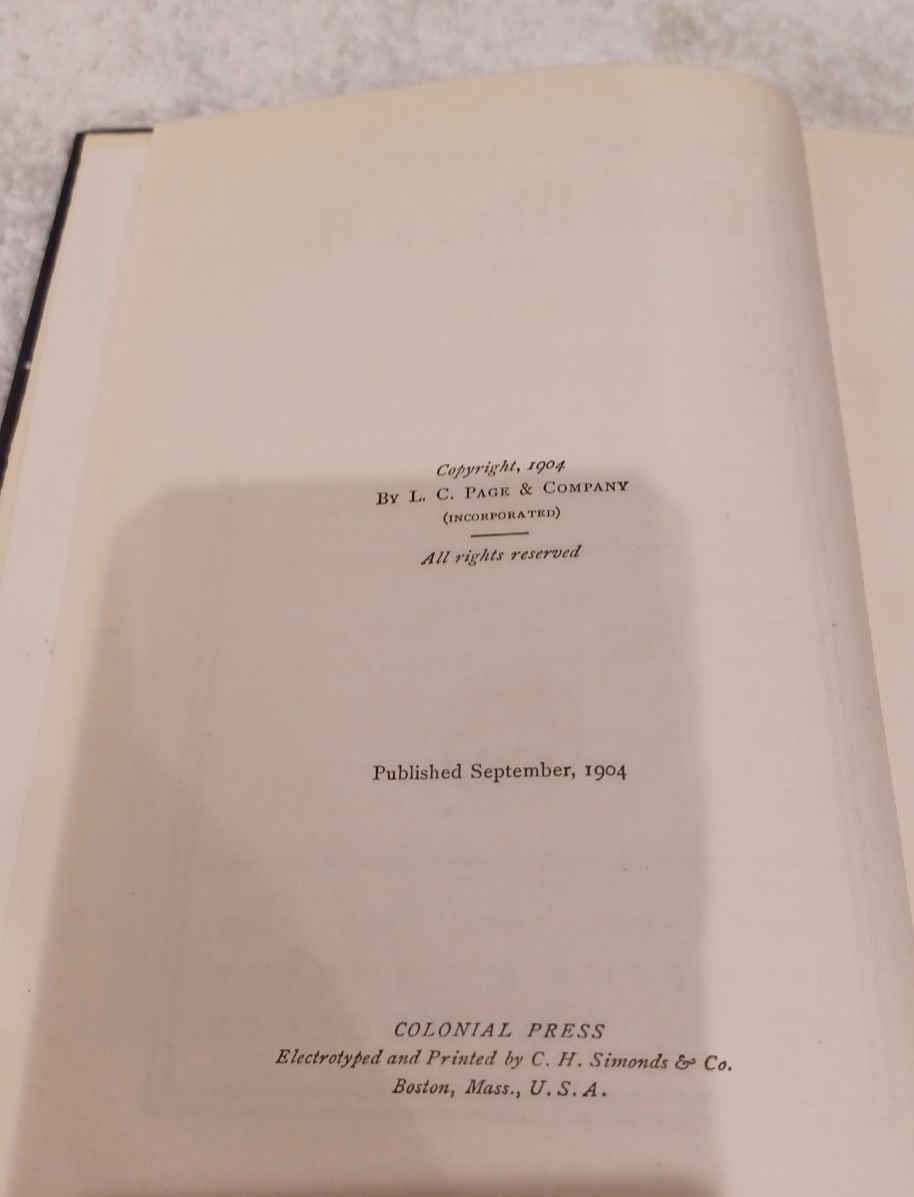 Copyright, 1904
By L. C. Page & Company
(INCORPORATED)
All rights reserved
Published September, 1904
COLONIAL PRESS
Electrotyped and Printed by C. H. Simonds & Co.
Boston, Mass., U. S. A.